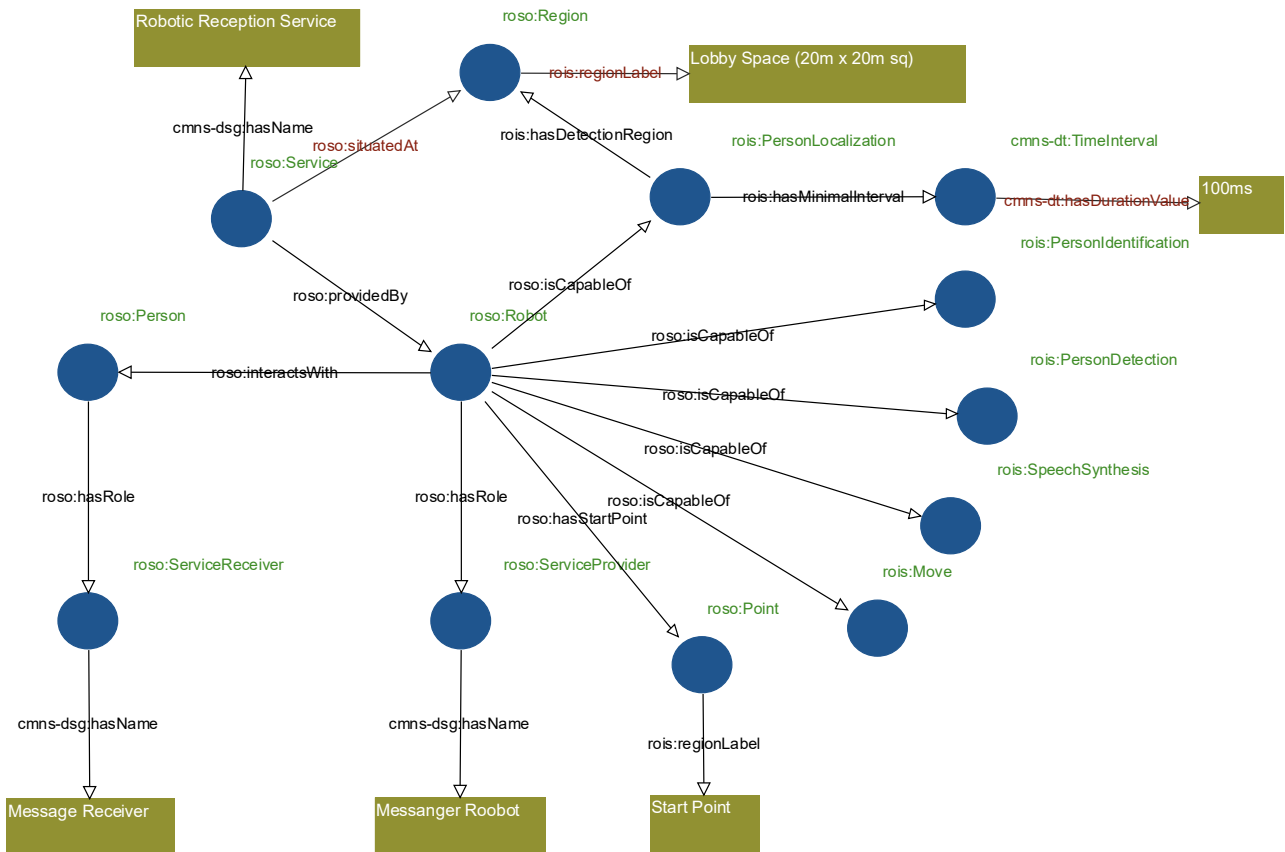 Robotic Reception Service
roso:Region
rois:regionLabel
Lobby Space (20m x 20m sq)
cmns-dsg:hasName
roso:situatedAt
rois:hasDetectionRegion
rois:PersonLocalization
cmns-dt:TimeInterval
roso:Service
rois:hasMinimalInterval
cmns-dt:hasDurationValue
100ms
rois:PersonIdentification
roso:providedBy
roso:isCapableOf
roso:Person
roso:Robot
roso:isCapableOf
rois:PersonDetection
roso:interactsWith
roso:isCapableOf
roso:isCapableOf
rois:SpeechSynthesis
roso:hasRole
roso:hasRole
roso:isCapableOf
roso:hasStartPoint
roso:ServiceReceiver
roso:ServiceProvider
rois:Move
roso:Point
cmns-dsg:hasName
cmns-dsg:hasName
rois:regionLabel
Message Receiver
Messanger Roobot
Start Point